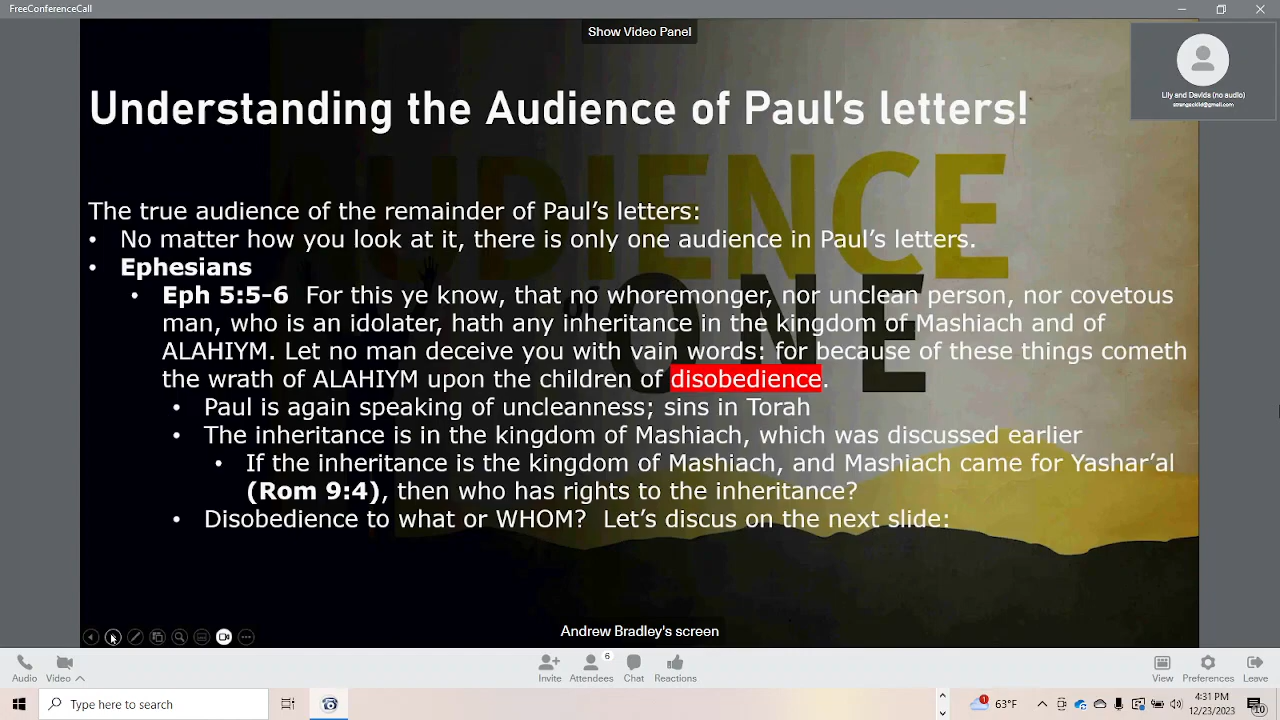 FreeConferenceCall
Show Video Panel
Lily and Devids (no audio)
Understanding the Audience of Paul's letters!
AUDIENCE
OF
ONE
The true audience of the remainder of Paul's letters:
• No matter how you look at it, there is only one audience in Paul's letters.
• Ephesians
• Eph 5:5-6 For this ye know, that no whoremonger, nor unclean person, nor covetous
man, who is an idolater, hath any inheritance in the kingdom of Mashiach and of
ALAHIYM. Let no man deceive you with vain words: for because of these things cometh
the wrath of ALAHIYM upon the children of disobedience.
• Paul is again speaking of uncleanness; sins in Torah
• The inheritance is in the kingdom of Mashiach, which was discussed earlier
• If the inheritance is the kingdom of Mashiach, and Mashiach came for Yashar'al
(Rom 9:4), then who has rights to the inheritance?
• Disobedience to what or WHOM? Let's discus on the next slide:
Andrew Bradley's screen
Audio
Video
Invite
6
Attendees
Chat
Reactions
View
Preferences
Leave
Type here to search
1
63°F
4:31 PM
12/23/2023
10